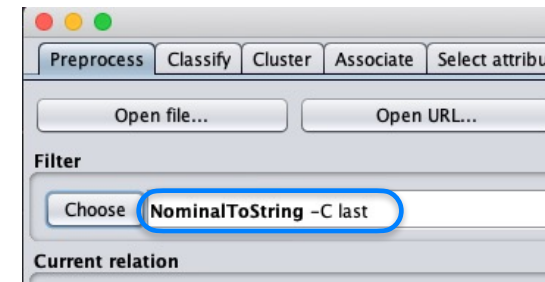 Preprocess Classify Cluster Associate Select attribu
Open file... Open URL...
Filter
Choose NominalToString -C last
Current relation